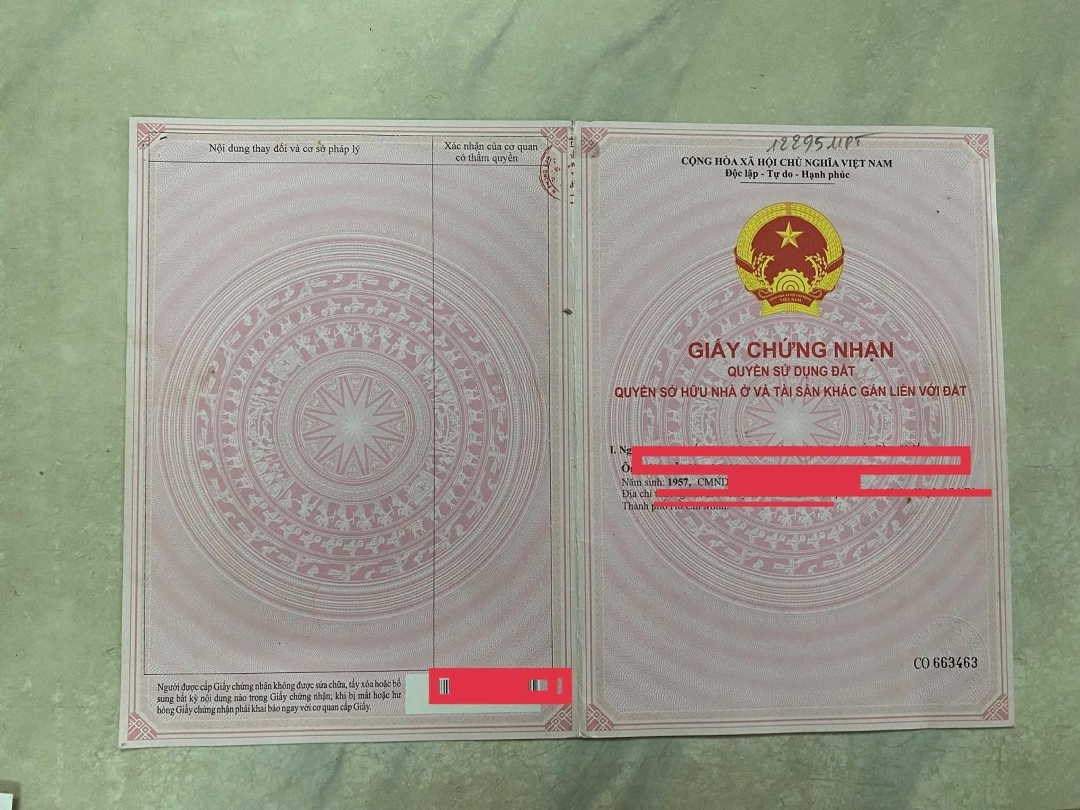 Nội dung thay đổi và cơ sở pháp lý
Xác nhận của cơ quan
có thẩm quyền
Người được cấp Giấy chứng nhận không được sửa chữa, tẩy xóa hoặc bổ
sung bất kỳ nội dung nào trong Giấy chứng nhận; khi bị mất hoặc hư
hỏng Giấy chứng nhận phải khai báo ngay với cơ quan cấp Giấy.
CỘNG HÒA XÃ HỘI CHỦ NGHĨA VIỆT NAM
Độc lập - Tự do - Hạnh phúc
VIỆT NAM
GIẤY CHỨNG NHẬN
QUYỀN SỬ DỤNG ĐẤT
QUYỀN SỞ HỮU NHÀ Ở VÀ TÀI SẢN KHÁC GẮN LIỀN VỚI ĐẤT
I.
Năm sinh: 1957, CMND
Địa chỉ
Thành phố Hồ Chí Minh.
CO 663463